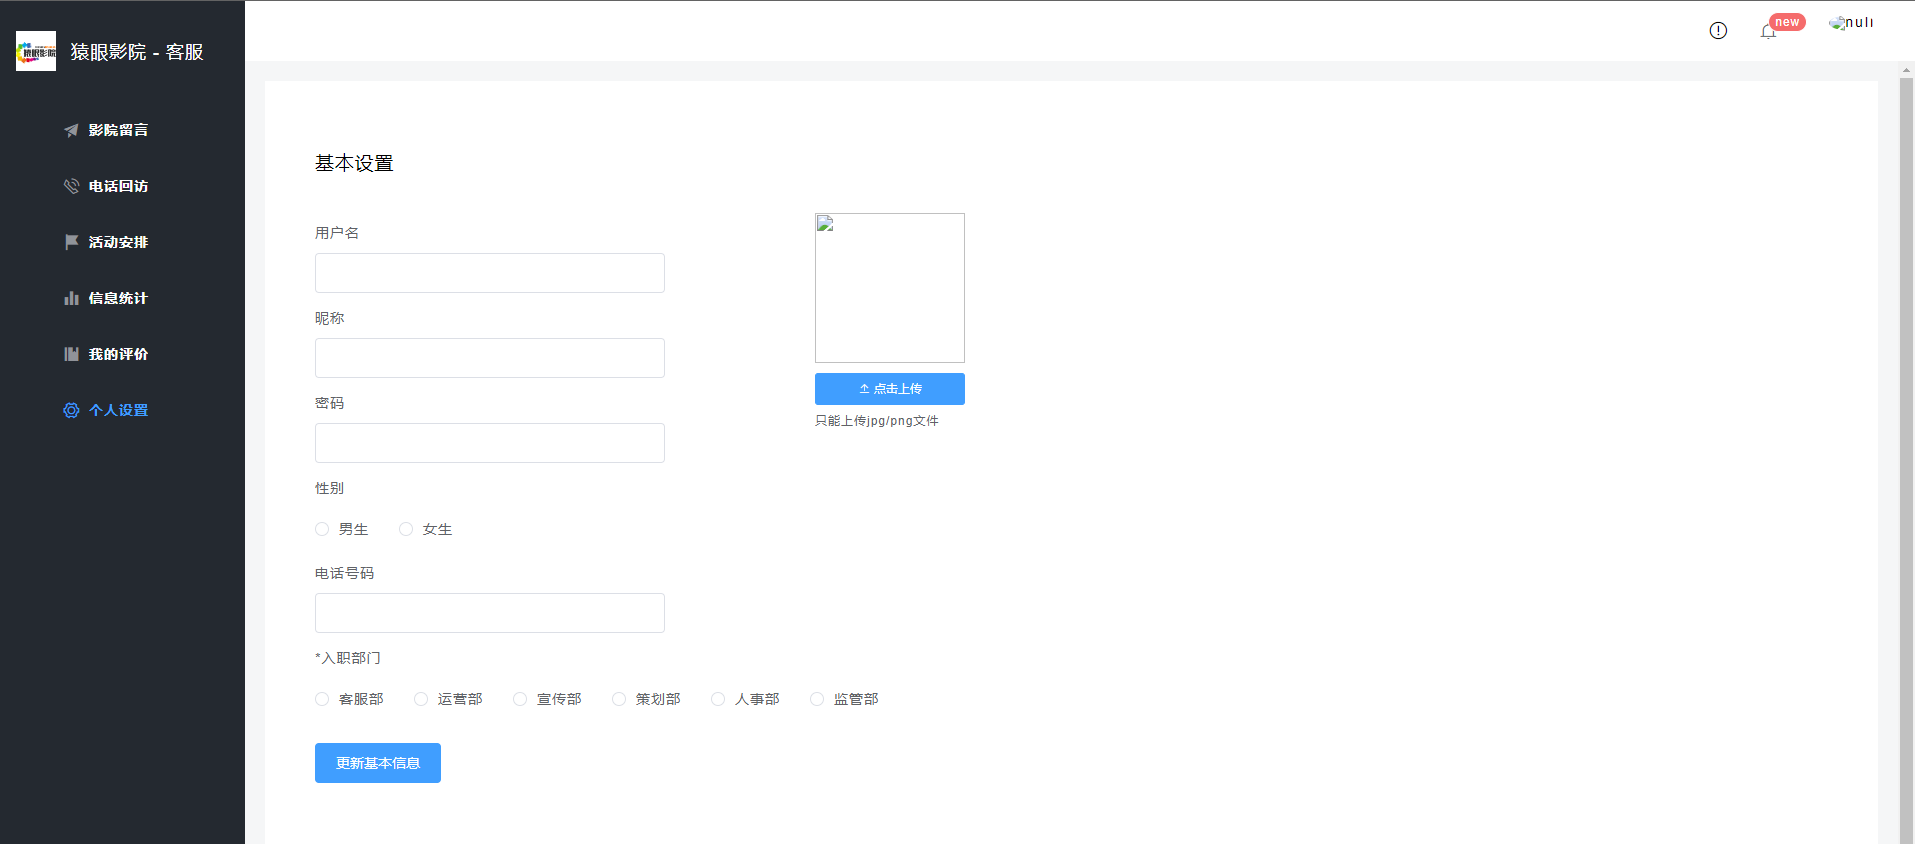 猿眼影院
猿眼影院 - 客服
new
null
影院留言
电话回访
活动安排
信息统计
我的评价
个人设置
基本设置
用户名
昵称
密码
性别
男生 女生
电话号码
*入职部门
客服部 运营部 宣传部 策划部 人事部 监管部
更新基本信息
点击上传
只能上传jpg/png文件